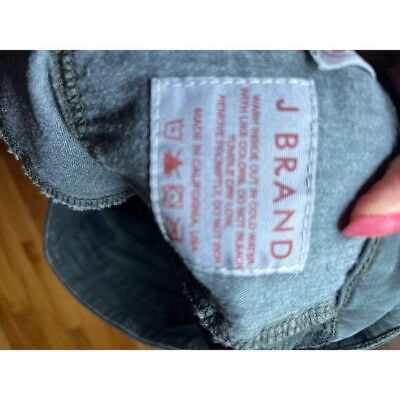 J BRAND
WASH INSIDE OUT IN COLD WATER
WITH LIKE COLORS. DO NOT BLEACH
TUMBLE DRY LOW.
REMOVE PROMPTLY. DO NOT IRON
MADE IN CALIFORNIA, USA